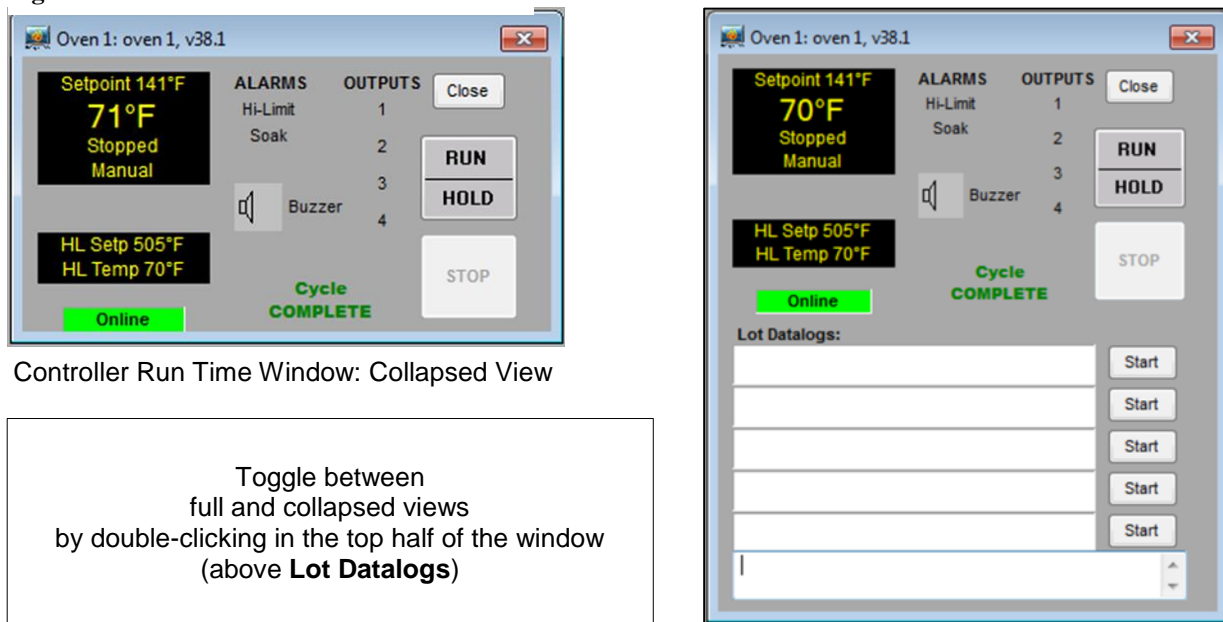 Oven 1: oven 1, v38.1
Setpoint 141°F
71°F
Stopped
Manual
ALARMS
Hi-Limit
Soak
Buzzer
OUTPUTS
1
2
3
4
Close
RUN
HOLD
STOP
HL Setp 505°F
HL Temp 70°F
Online
Cycle
COMPLETE
Controller Run Time Window: Collapsed View
Toggle between
full and collapsed views
by double-clicking in the top half of the window
(above Lot Datalogs)
Oven 1: oven 1, v38.1
Setpoint 141°F
70°F
Stopped
Manual
ALARMS
Hi-Limit
Soak
Buzzer
OUTPUTS
1
2
3
4
Close
RUN
HOLD
STOP
HL Setp 505°F
HL Temp 70°F
Online
Cycle
COMPLETE
Lot Datalogs:
Start
Start
Start
Start
Start